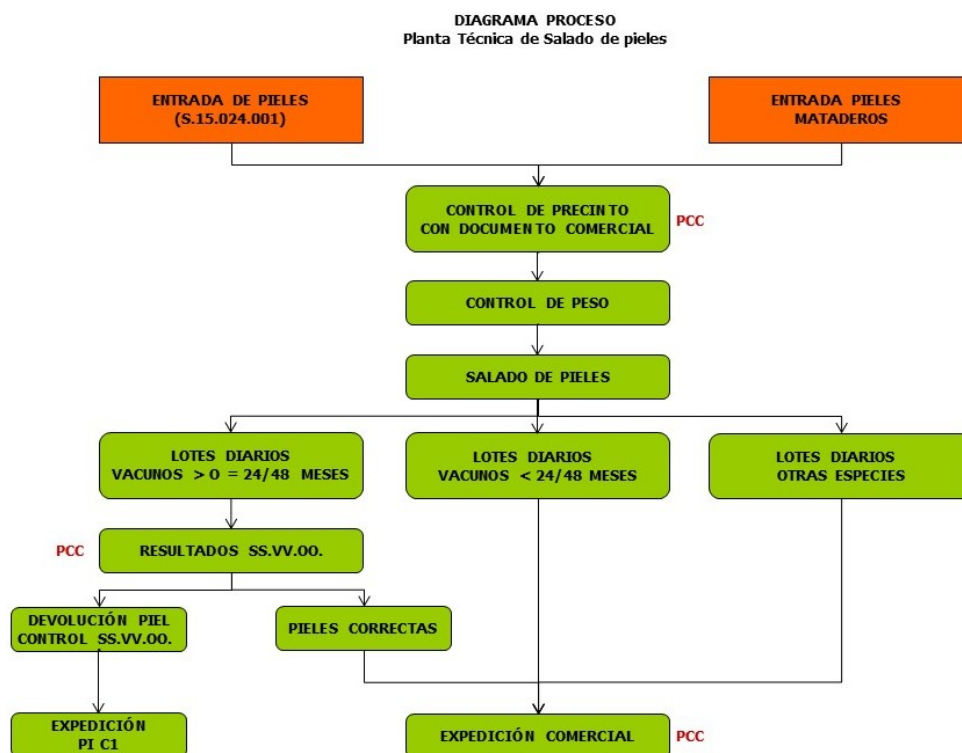 DIAGRAMA PROCESO
Planta Técnica de Salado de pieles
ENTRADA DE PIELES
(S.15.024.001)
ENTRADA PIELES
MATADEROS
CONTROL DE PRECINTO
CON DOCUMENTO COMERCIAL
PCC
CONTROL DE PESO
SALADO DE PIELES
LOTES DIARIOS
VACUNOS > O = 24/48 MESES
LOTES DIARIOS
VACUNOS < 24/48 MESES
LOTES DIARIOS
OTRAS ESPECIES
PCC
RESULTADOS SS.VV.OO.
DEVOLUCIÓN PIEL
CONTROL SS.VV.OO.
PIELES CORRECTAS
EXPEDICIÓN
PI C1
EXPEDICIÓN COMERCIAL
PCC